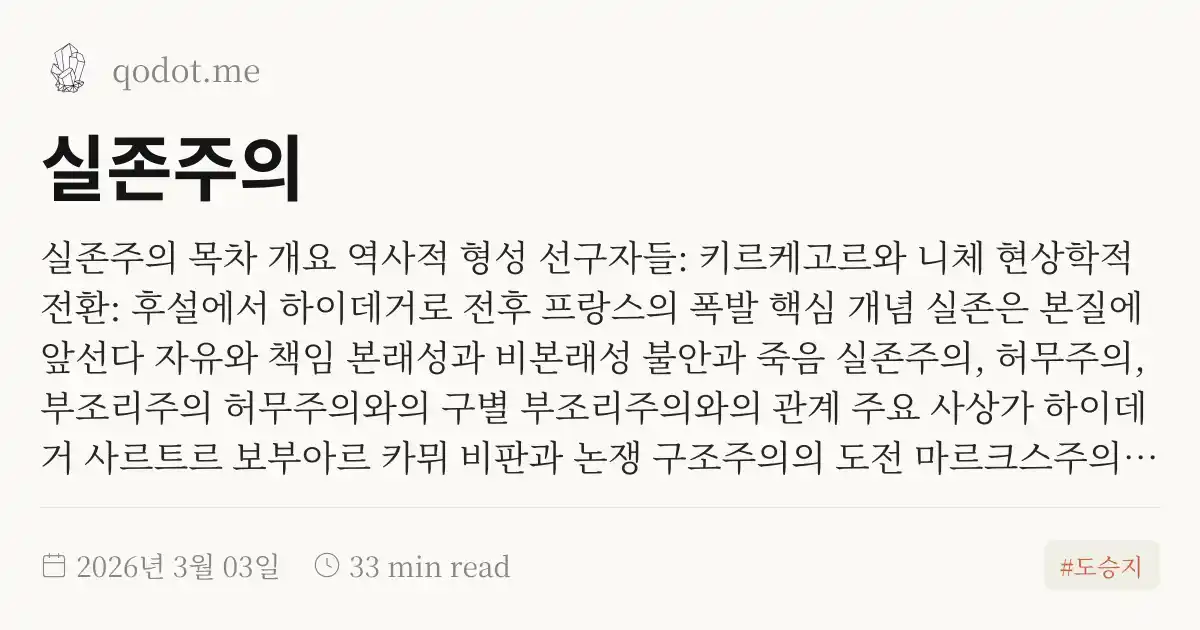 qodot.me
실존주의
실존주의 목차 개요 역사적 형성 선구자들: 키르케고르와 니체 현상학적
전환: 후설에서 하이데거로 전후 프랑스의 폭발 핵심 개념 실존은 본질에
앞선다 자유와 책임 본래성과 비본래성 불안과 죽음 실존주의, 허무주의,
부조리주의 허무주의와의 구별 부조리주의와의 관계 주요 사상가 하이데
거 사르트르 보부아르 카뮈 비판과 논쟁 구조주의의 도전 마르크스주의…
2026년 3월 03일 33 min read #도승지